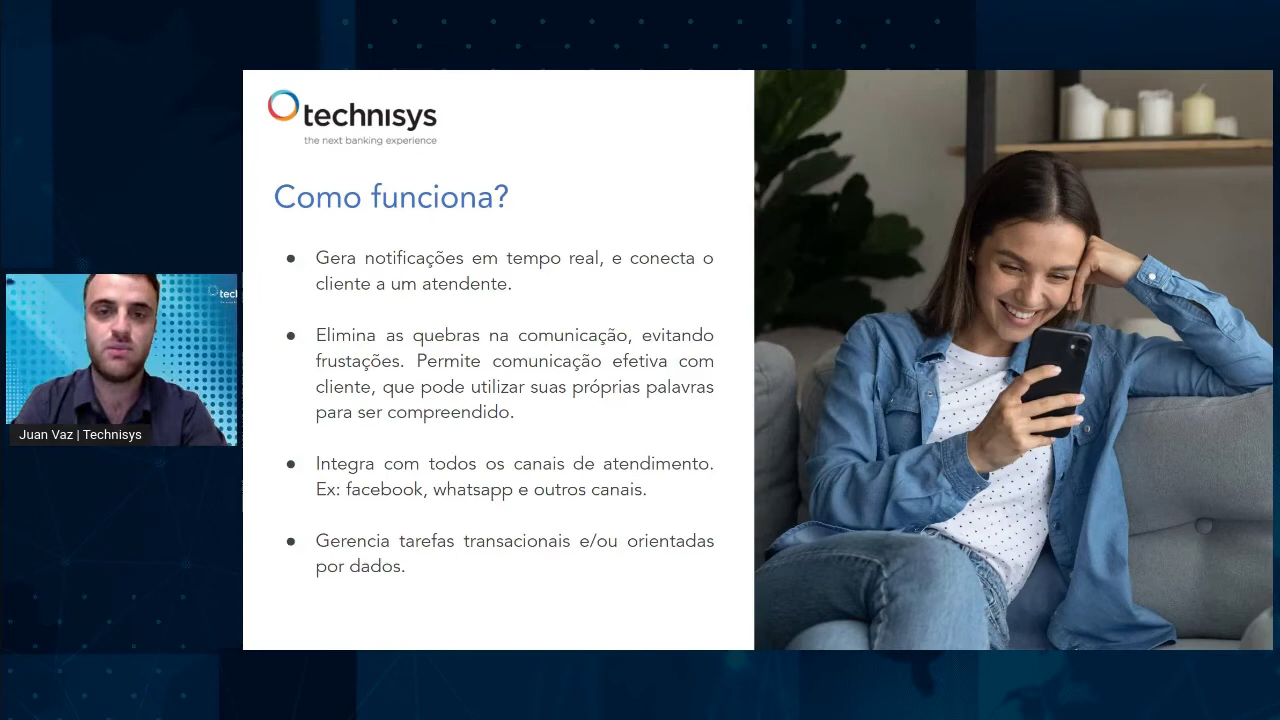 technisys
the next banking experience
Como funciona?
● Gera notificações em tempo real, e conecta o
cliente a um atendente.
● Elimina as quebras na comunicação, evitando
frustações. Permite comunicação efetiva com
cliente, que pode utilizar suas próprias palavras
para ser compreendido.
● Integra com todos os canais de atendimento.
Ex: facebook, whatsapp e outros canais.
● Gerencia tarefas transacionais e/ou orientadas
por dados.
tecl
Juan Vaz | Technisys